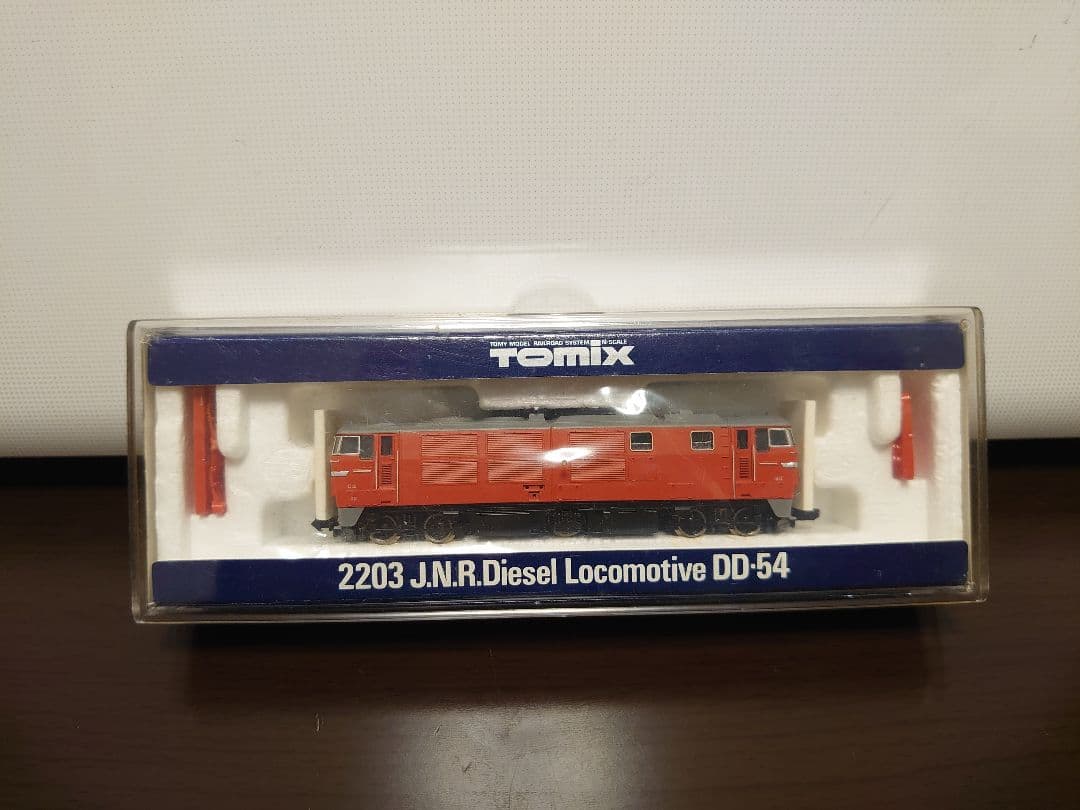 TOMY MODEL RAILROAD SYSTEM N-SCALE
TOMIX
2203 J.N.R.Diesel Locomotive DD·54